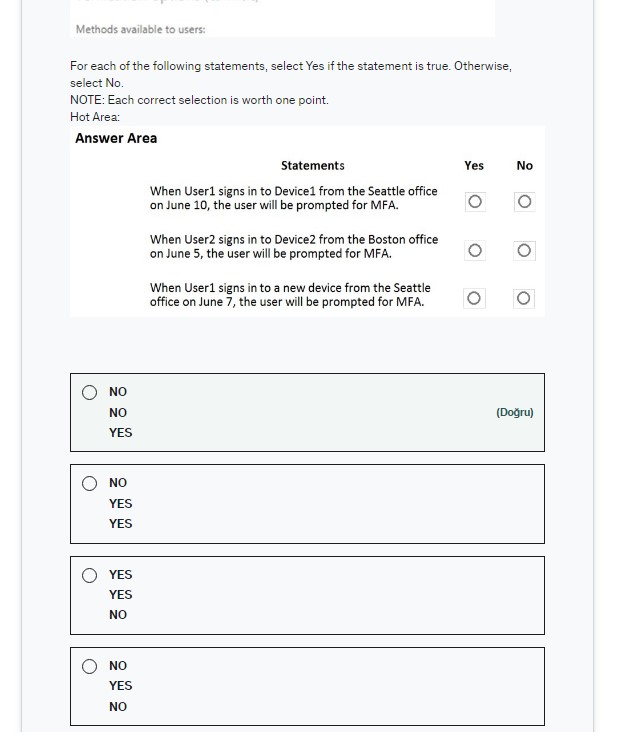 Methods available to users:
For each of the following statements, select Yes if the statement is true. Otherwise,
select No.
NOTE: Each correct selection is worth one point.
Hot Area:
Answer Area
Statements Yes No
When User1 signs in to Device1 from the Seattle office
on June 10, the user will be prompted for MFA.
When User2 signs in to Device2 from the Boston office
on June 5, the user will be prompted for MFA.
When User1 signs in to a new device from the Seattle
office on June 7, the user will be prompted for MFA.
NO
NO
(Doğru)
YES
NO
YES
YES
YES
YES
NO
NO
YES
NO